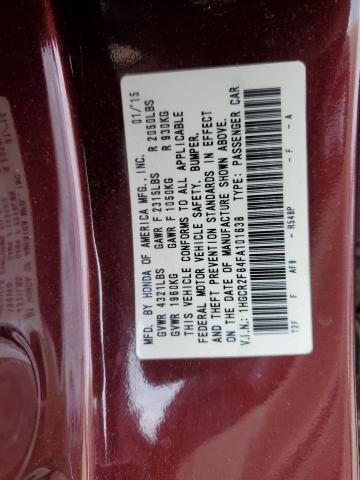 MFD. BY HONDA OF AMERICA MFG., INC. 01/15
GVWR 4321LBS GAWR F 2315LBS R 2050LBS
GVWR 1960KG GAWR F 1050KG R 930KG
THIS VEHICLE CONFORMS TO ALL APPLICABLE
FEDERAL MOTOR VEHICLE SAFETY, BUMPER,
AND THEFT PREVENTION STANDARDS IN EFFECT
ON THE DATE OF MANUFACTURE SHOWN ABOVE.
V.I.N.: 1HGCR2F84FA101638 TYPE: PASSENGER CAR
T2F F AF0 - R548P - F - A